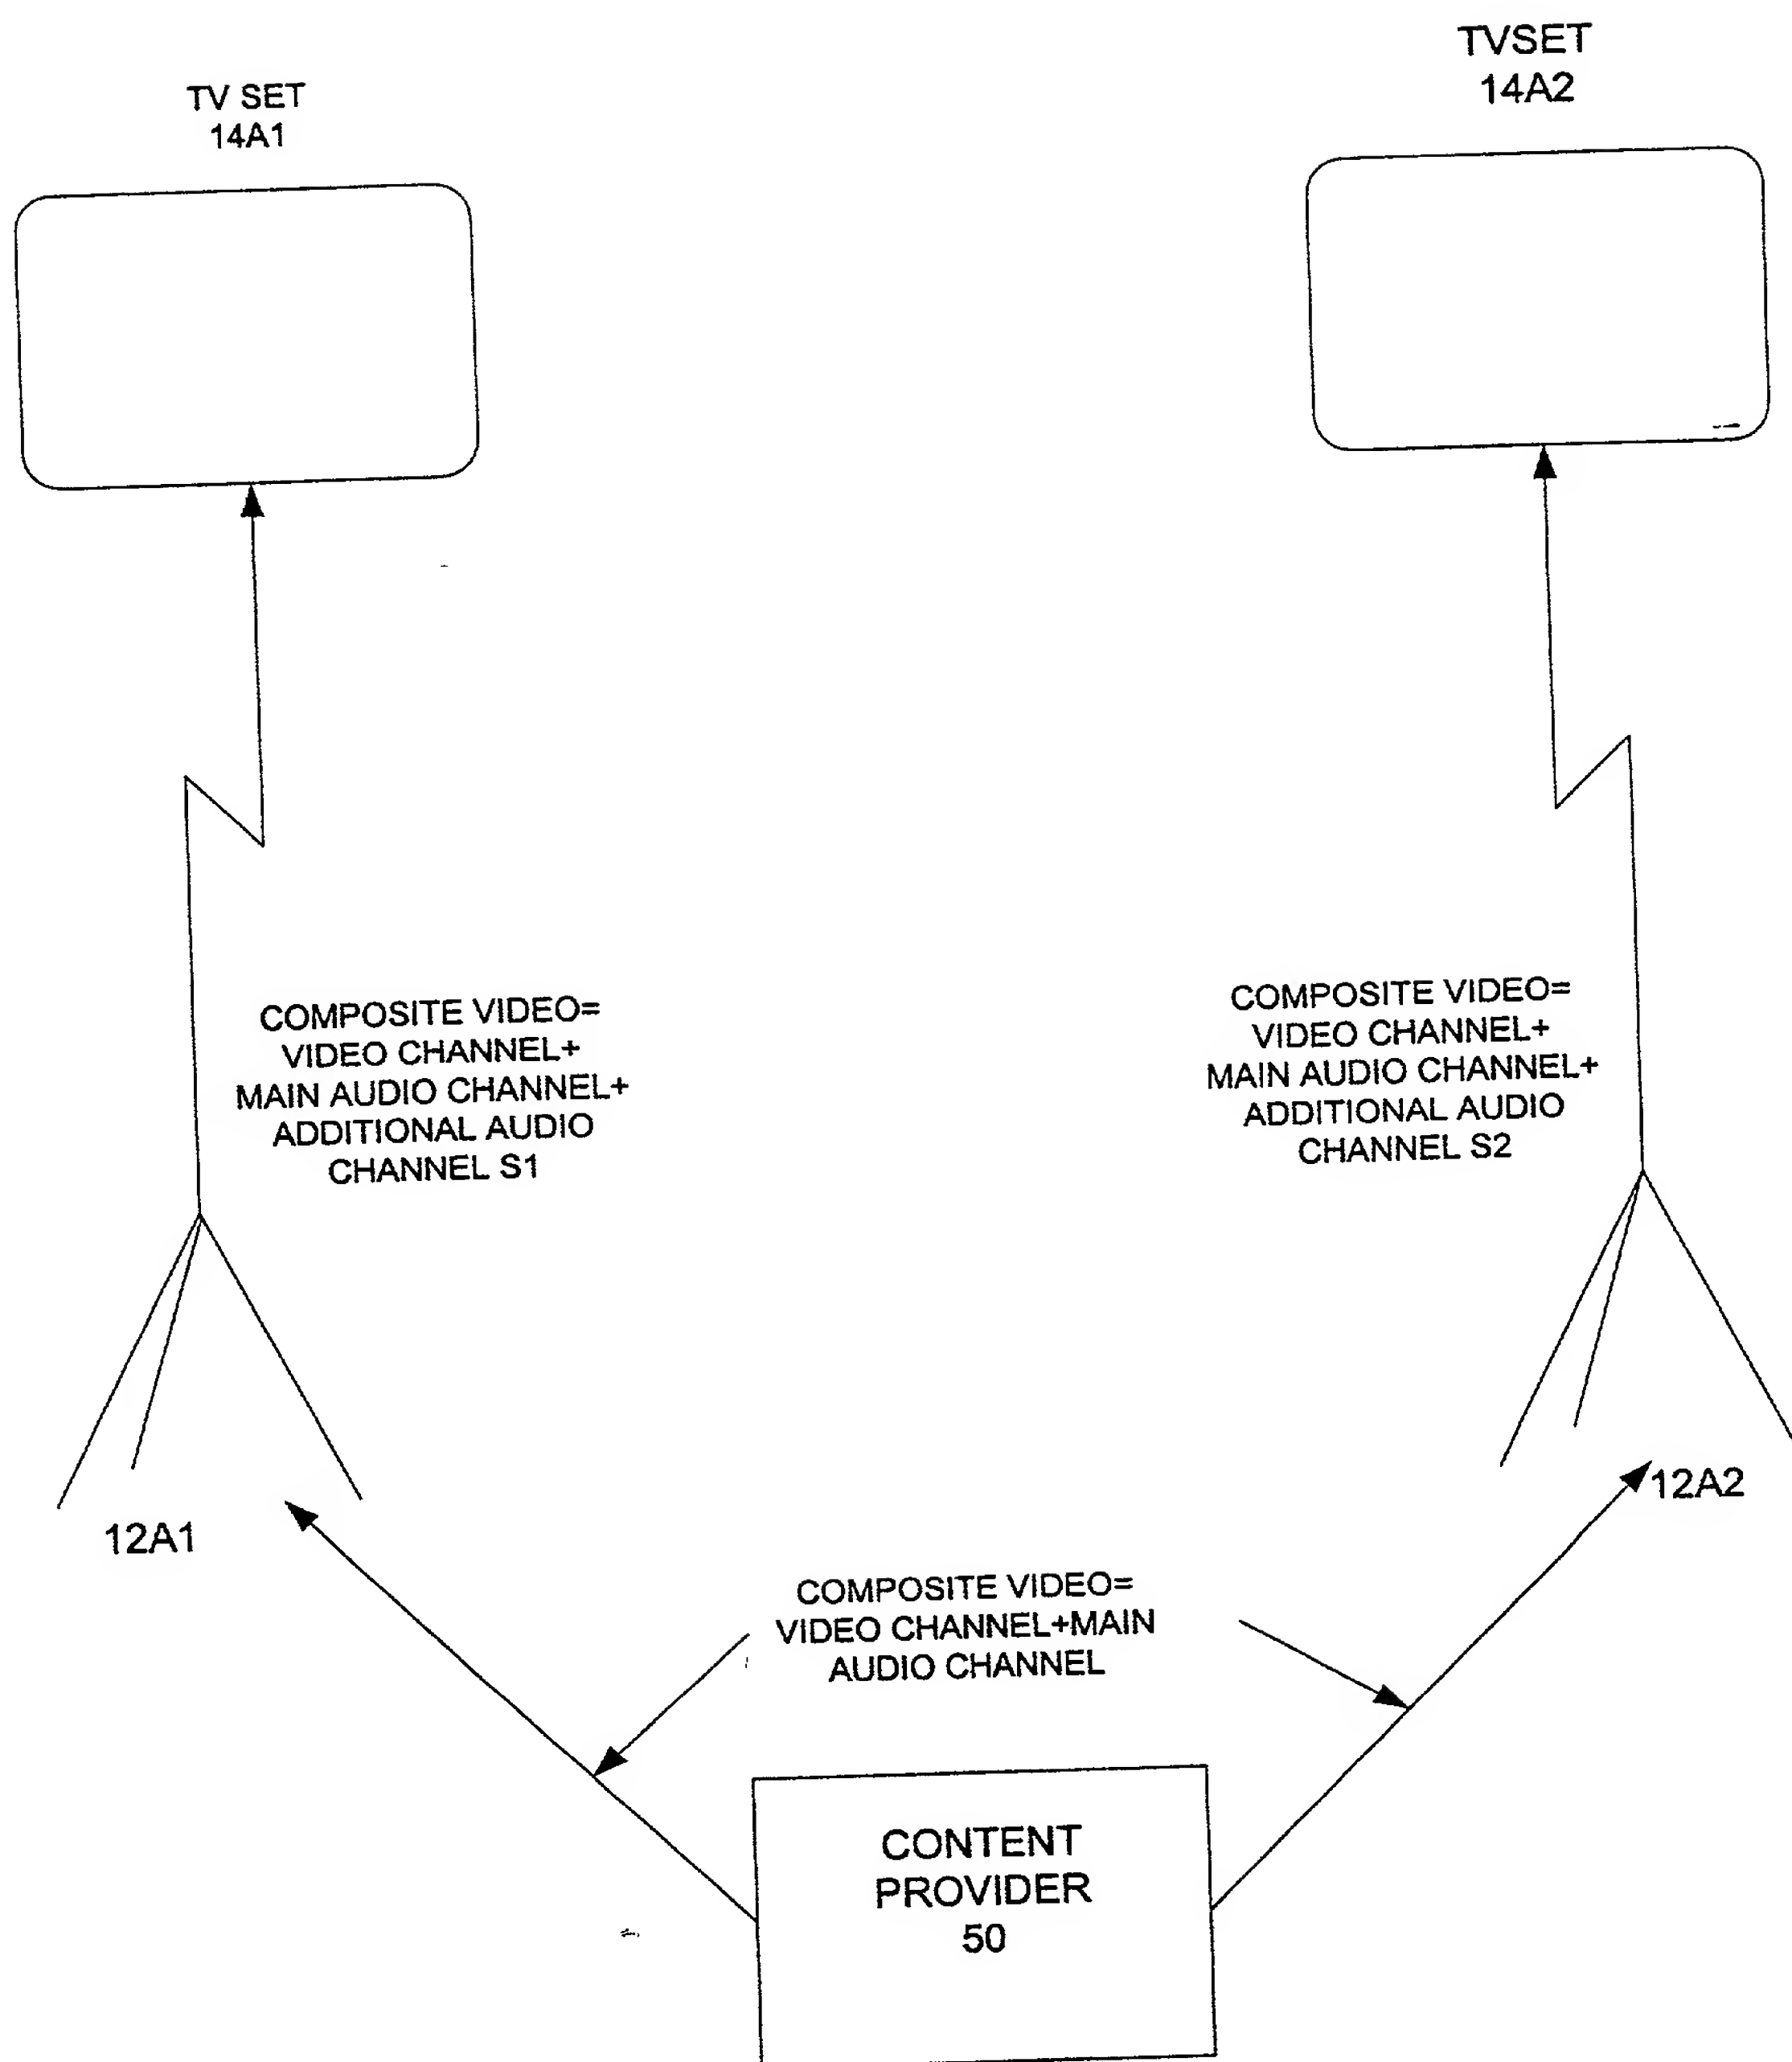 TV SET
14A1
TVSET
14A2
COMPOSITE VIDEO=
VIDEO CHANNEL+
MAIN AUDIO CHANNEL+
ADDITIONAL AUDIO
CHANNEL S1
COMPOSITE VIDEO=
VIDEO CHANNEL+
MAIN AUDIO CHANNEL+
ADDITIONAL AUDIO
CHANNEL S2
12A1
12A2
COMPOSITE VIDEO=
VIDEO CHANNEL+MAIN
AUDIO CHANNEL
CONTENT
PROVIDER
50